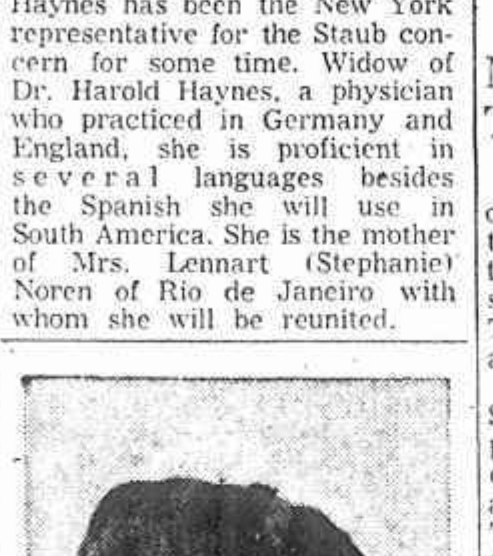 Haynes has been the New York
representative for the Staub con-
cern for some time. Widow of
Dr. Harold Haynes, a physician
who practiced in Germany and
England, she is proficient in
several languages besides
the Spanish she will use in
South America. She is the mother
of Mrs. Lennart (Stephanie)
Noren of Rio de Janeiro with
whom she will be reunited.